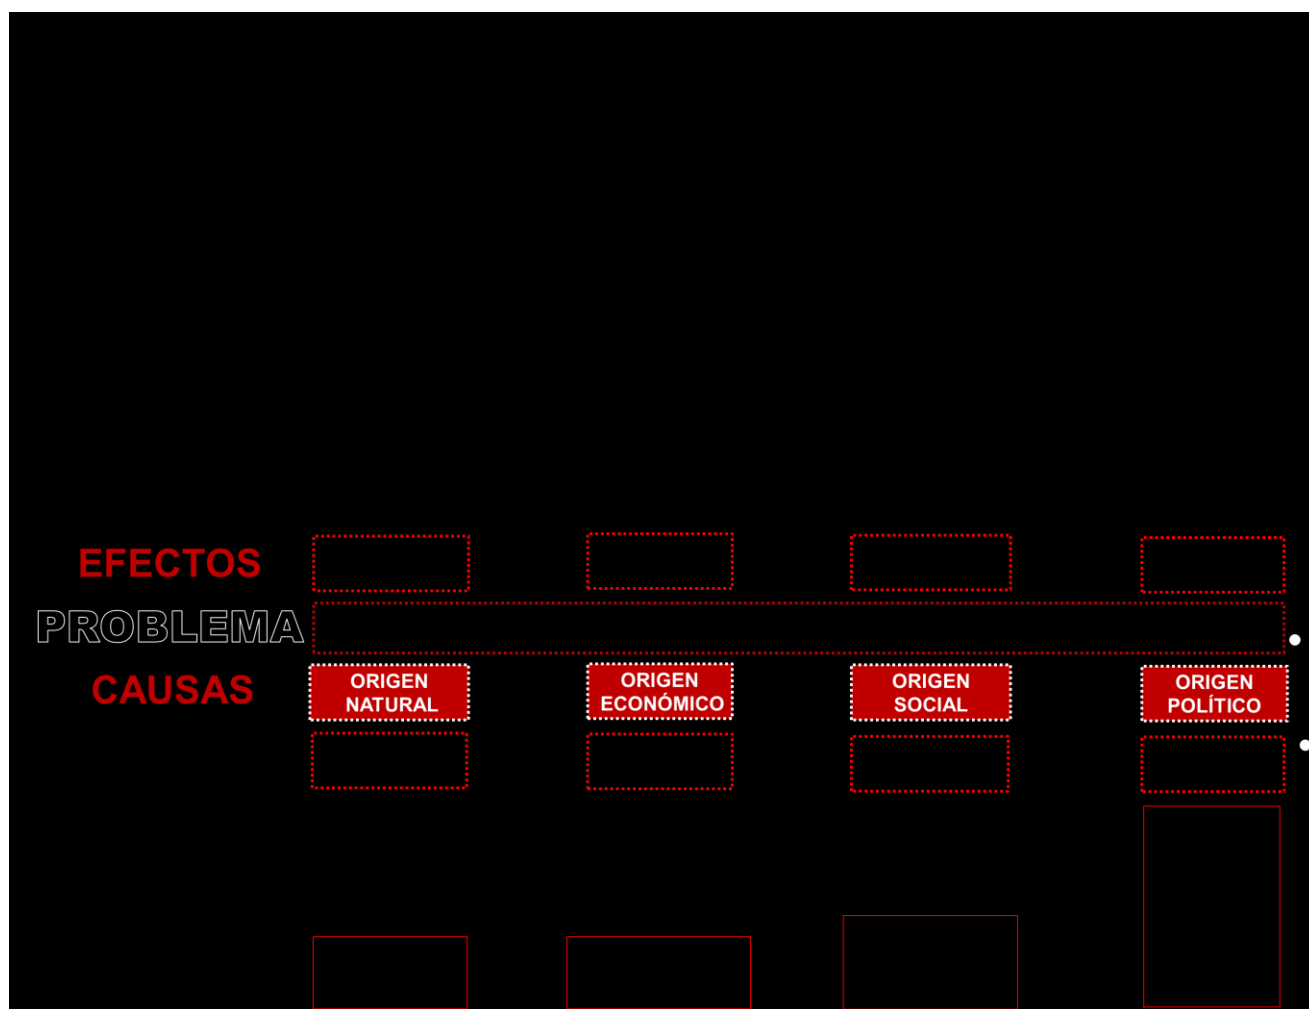 EFECTOS
PROBLEMA
CAUSAS
ORIGEN
NATURAL
ORIGEN
ECONÓMICO
ORIGEN
SOCIAL
ORIGEN
POLÍTICO